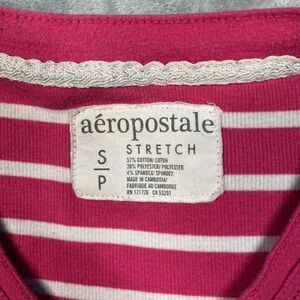 aéropostale
STRETCH
S
P
57% COTTON/COTON
39% POLYESTER/POLYESTER
4% SPANDEX/SPANDEX
MADE IN CAMBODIA/
FABRIQUÉ AU CAMBODGE
RN 121726 CA 53201